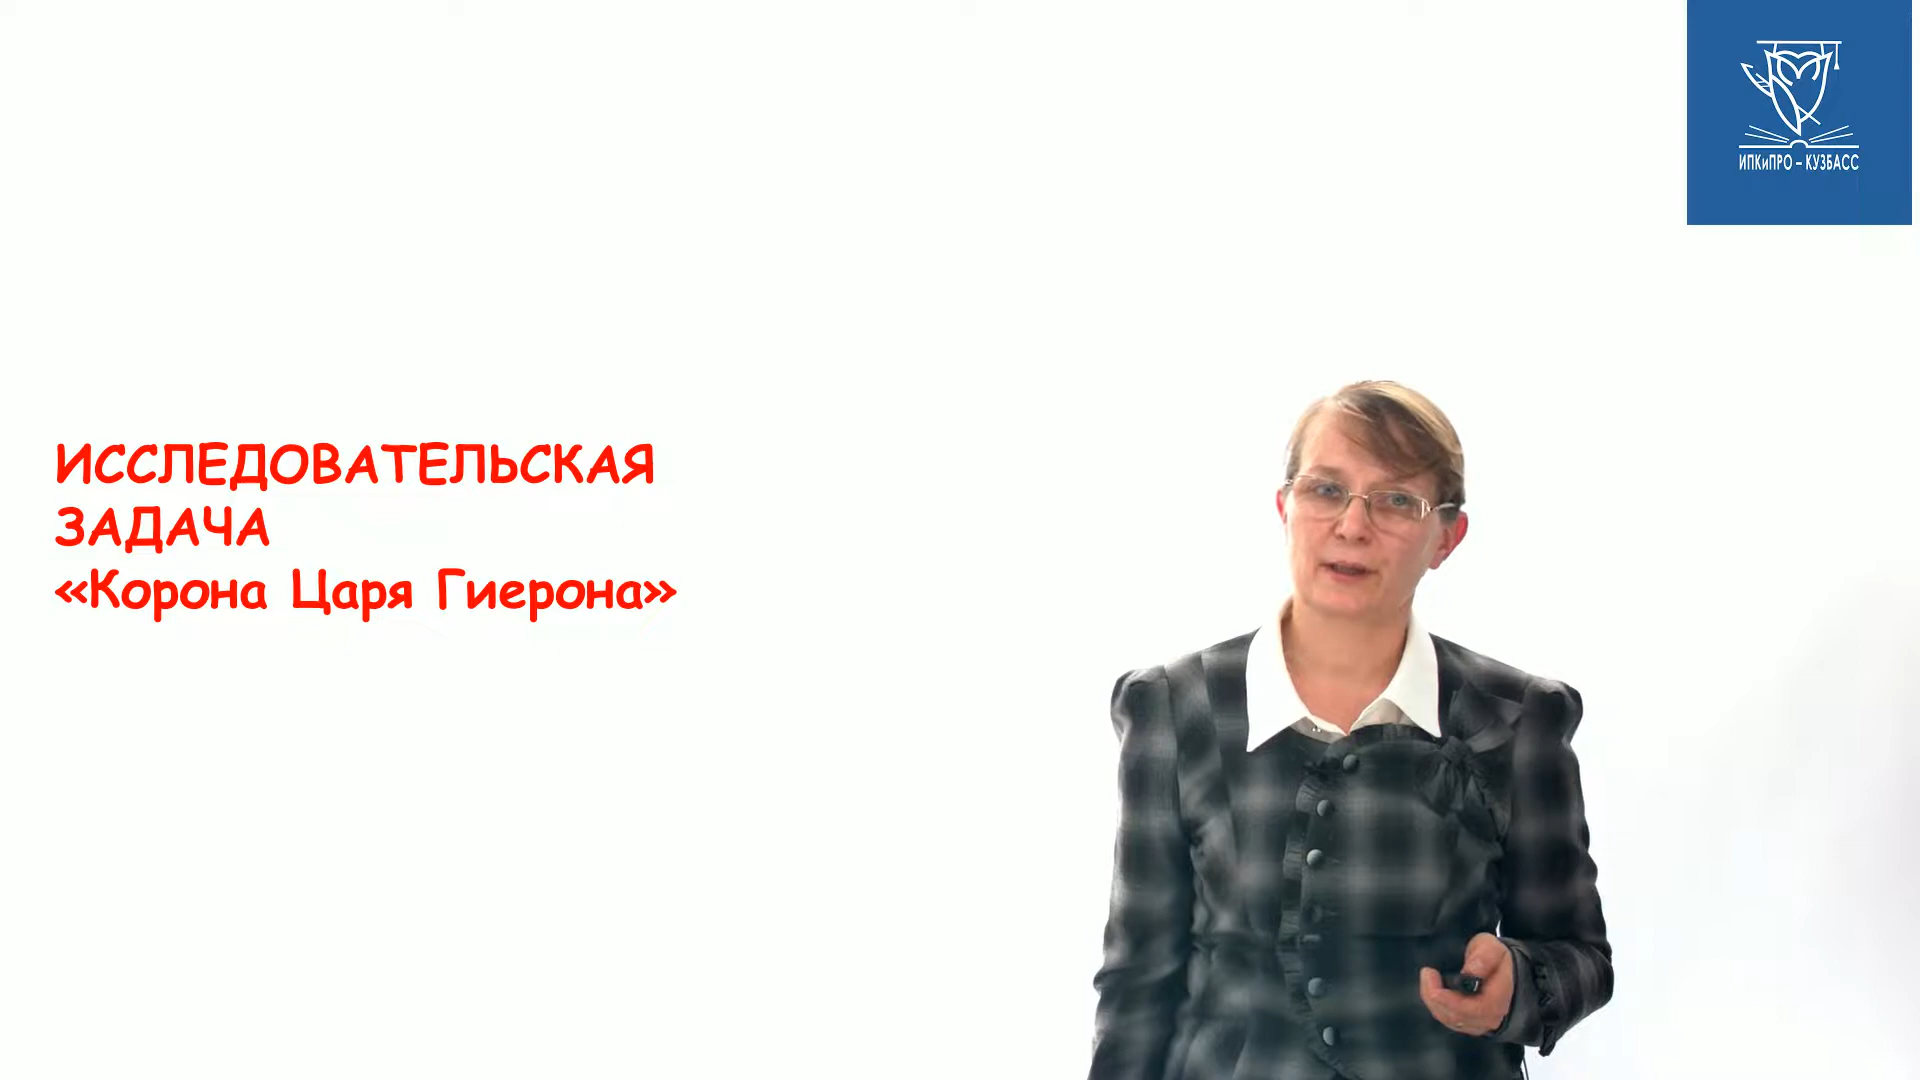 ИПКиПРО – КУЗБАСС
ИССЛЕДОВАТЕЛЬСКАЯ
ЗАДАЧА
«Корона Царя Гиерона»